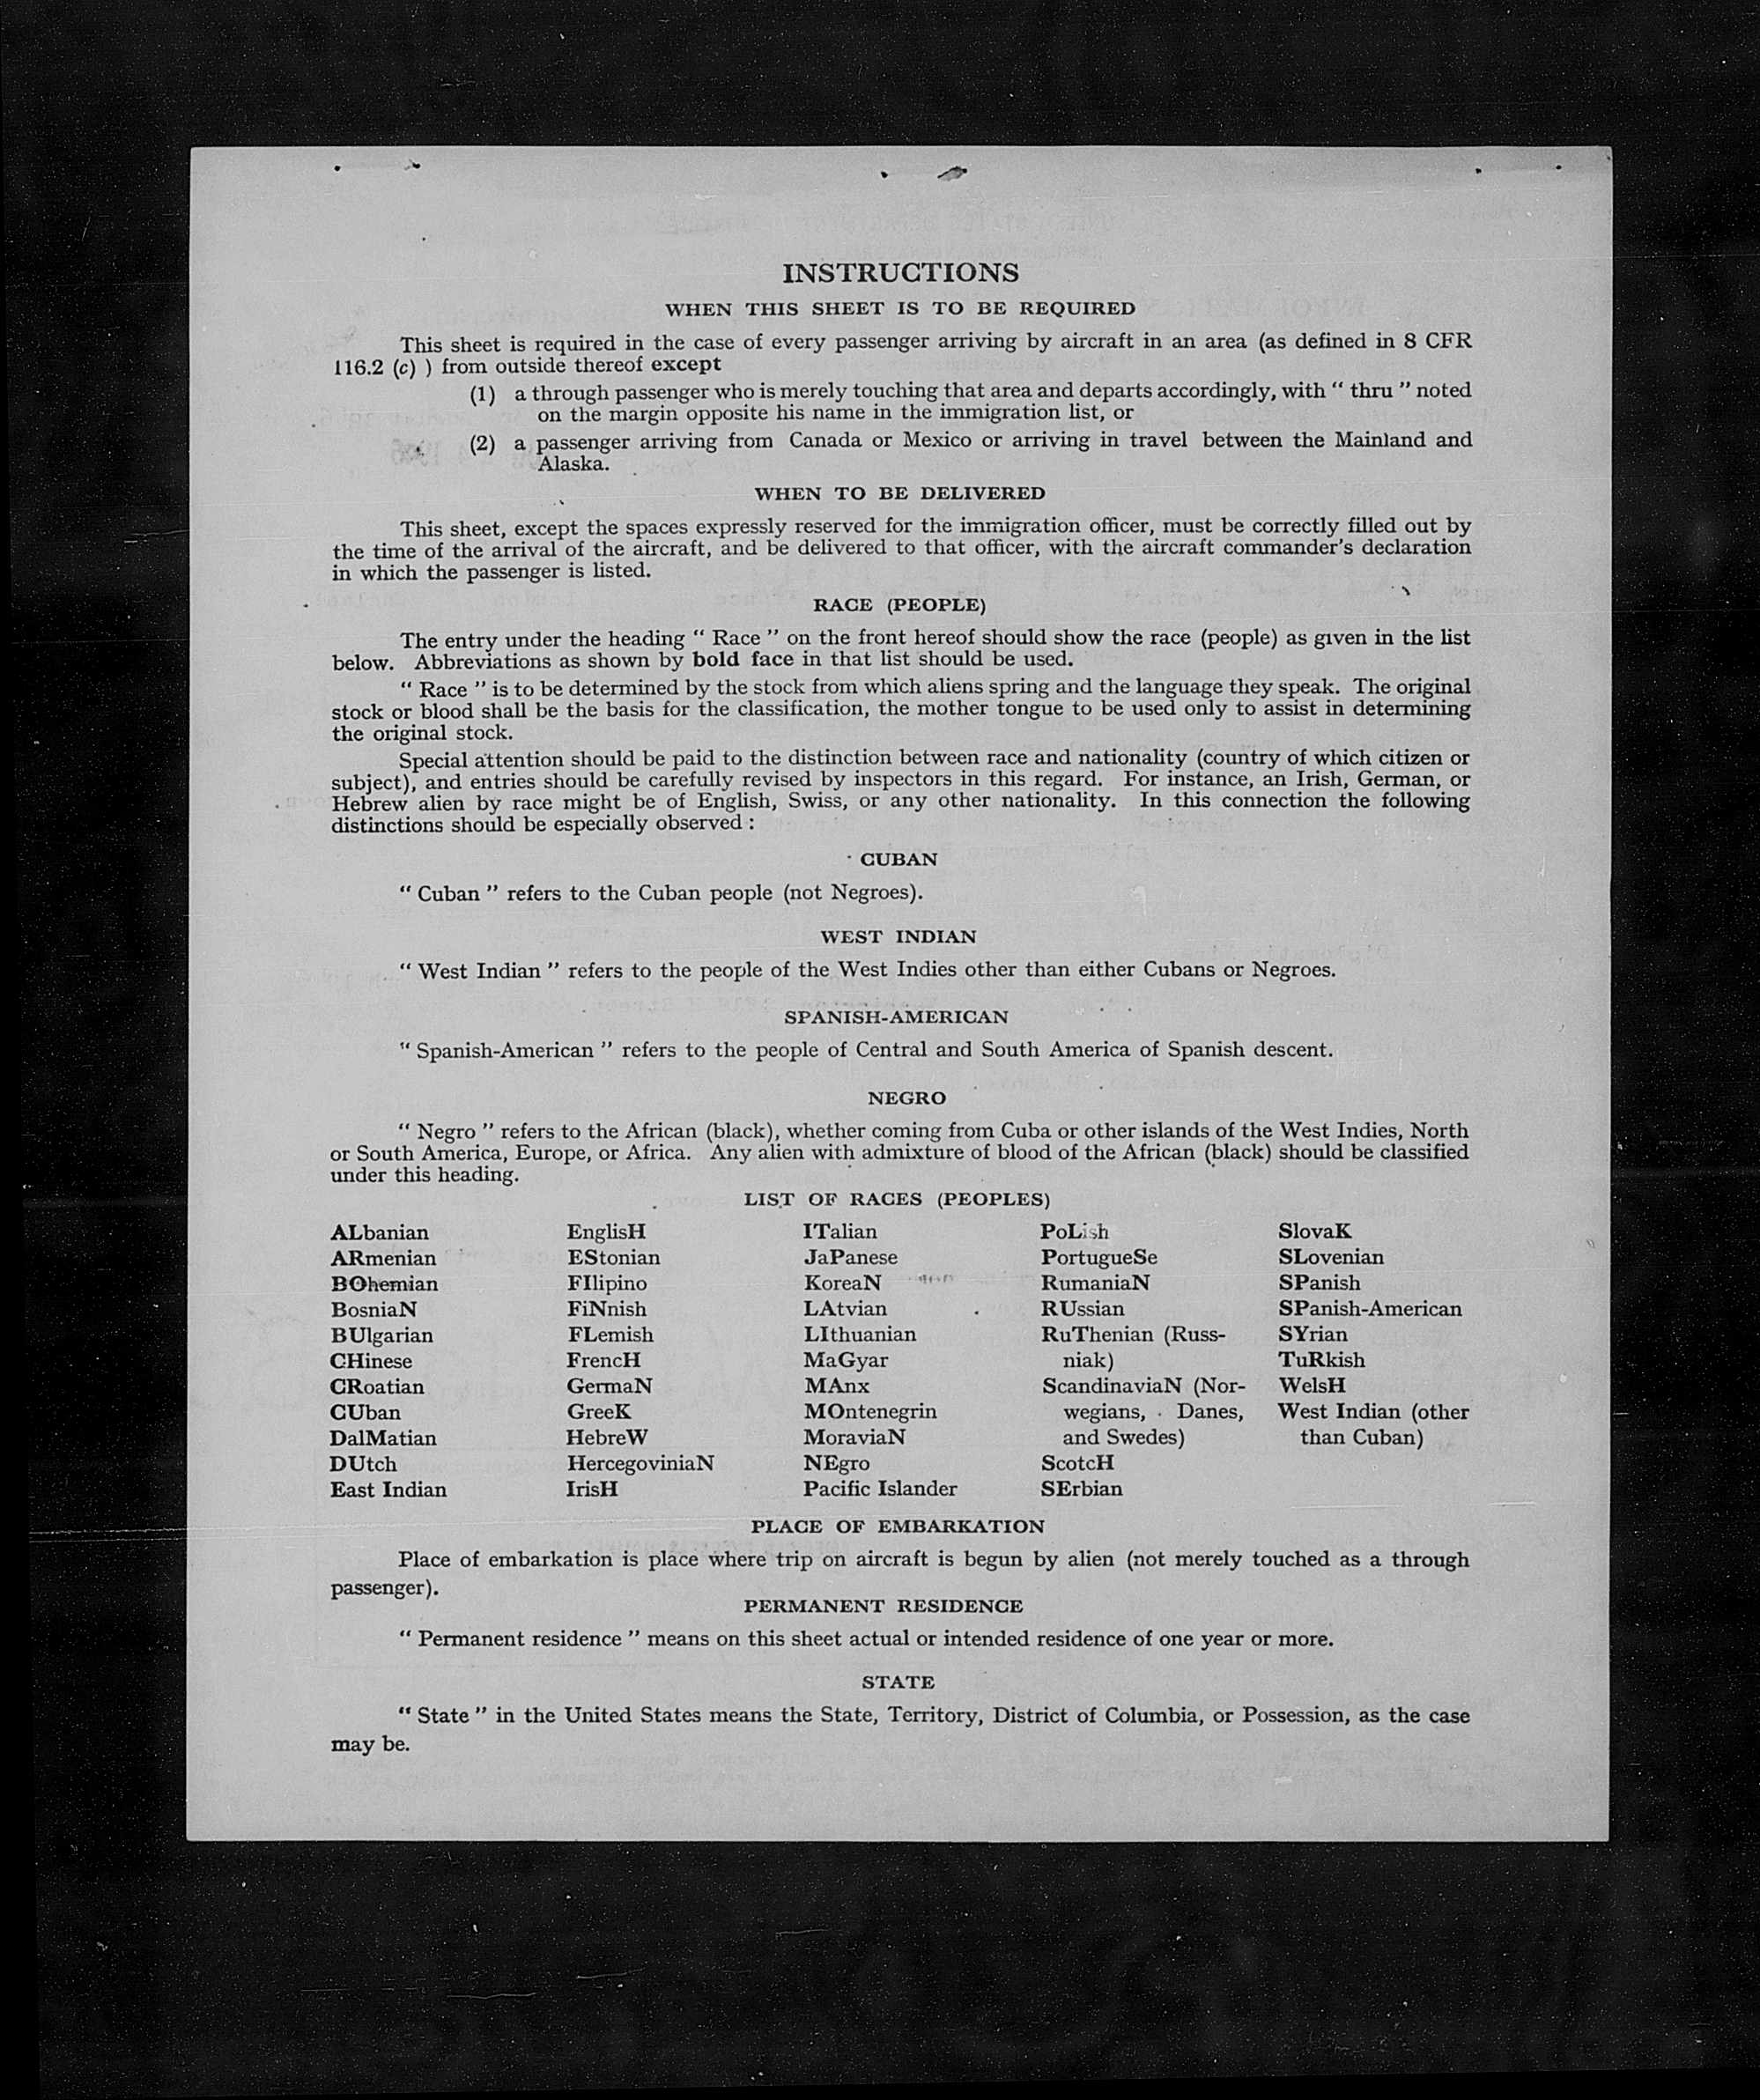 INSTRUCTIONS
WHEN THIS SHEET IS TO BE REQUIRED
This sheet is required in the case of every passenger arriving by aircraft in an area (as defined in 8 CFR
116.2 (c) ) from outside thereof except
(1) a through passenger who is merely touching that area and departs accordingly, with “ thru ” noted
on the margin opposite his name in the immigration list, or
(2) a passenger arriving from Canada or Mexico or arriving in travel between the Mainland and
Alaska.
WHEN TO BE DELIVERED
This sheet, except the spaces expressly reserved for the immigration officer, must be correctly filled out by
the time of the arrival of the aircraft, and be delivered to that officer, with the aircraft commander’s declaration
in which the passenger is listed.
RACE (PEOPLE)
The entry under the heading “ Race ” on the front hereof should show the race (people) as given in the list
below. Abbreviations as shown by bold face in that list should be used.
“ Race ” is to be determined by the stock from which aliens spring and the language they speak. The original
stock or blood shall be the basis for the classification, the mother tongue to be used only to assist in determining
the original stock.
Special attention should be paid to the distinction between race and nationality (country of which citizen or
subject), and entries should be carefully revised by inspectors in this regard. For instance, an Irish, German, or
Hebrew alien by race might be of English, Swiss, or any other nationality. In this connection the following
distinctions should be especially observed :
CUBAN
“ Cuban ” refers to the Cuban people (not Negroes).
WEST INDIAN
“ West Indian ” refers to the people of the West Indies other than either Cubans or Negroes.
SPANISH-AMERICAN
“ Spanish-American ” refers to the people of Central and South America of Spanish descent.
NEGRO
“ Negro ” refers to the African (black), whether coming from Cuba or other islands of the West Indies, North
or South America, Europe, or Africa. Any alien with admixture of blood of the African (black) should be classified
under this heading.
LIST OF RACES (PEOPLES)
ALbanian
ARmenian
BOhemian
BosniaN
BUlgarian
CHinese
CRoatian
CUban
DalMatian
DUtch
East Indian
EnglisH
EStonian
FIlipino
FiNnish
FLemish
FrencH
GermaN
GreeK
HebreW
HercegoviniaN
IrisH
ITalian
JaPanese
KoreaN
LAtvian
LIthuanian
MaGyar
MAnx
MOntenegrin
MoraviaN
NEgro
Pacific Islander
PoLish
PortugueSe
RumaniaN
RUssian
RuThenian (Russ-
niak)
ScandinaviaN (Nor-
wegians, Danes,
and Swedes)
ScotcH
SErbian
SlovaK
SLovenian
SPanish
SPanish-American
SYrian
TuRkish
WelsH
West Indian (other
than Cuban)
PLACE OF EMBARKATION
Place of embarkation is place where trip on aircraft is begun by alien (not merely touched as a through
passenger).
PERMANENT RESIDENCE
“ Permanent residence ” means on this sheet actual or intended residence of one year or more.
STATE
“ State ” in the United States means the State, Territory, District of Columbia, or Possession, as the case
may be.